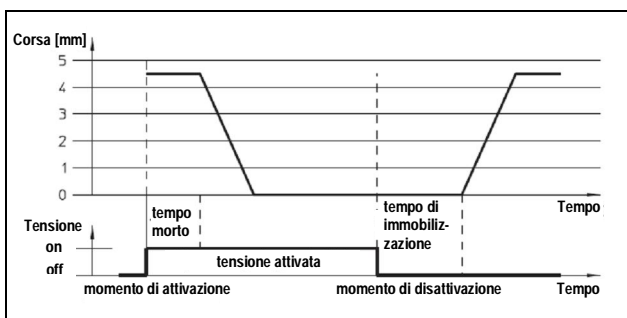 Corsa [mm]
5
4
3
2
1
0
Tempo
tempo
morto
tempo di
immobiliz-
zazione
Tensione
on
off
tensione attivata
momento di attivazione
momento di disattivazione
Tempo